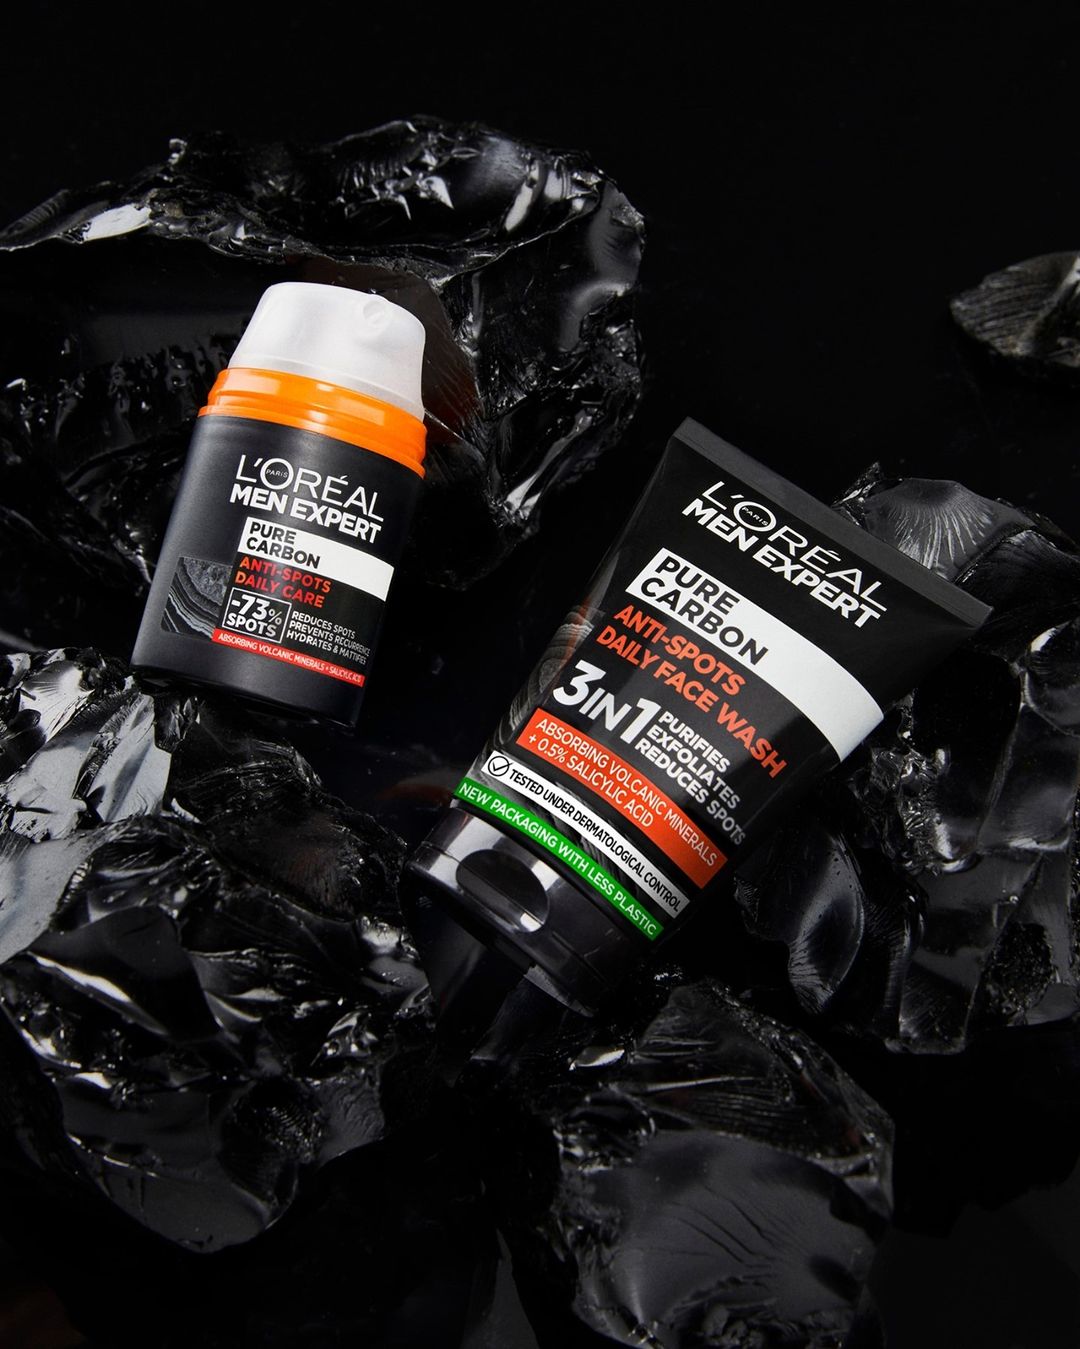 L'ORÉAL
PARIS
MEN EXPERT
PURE
CARBON
ANTI-SPOTS
DAILY CARE
-73%
SPOTS
REDUCES SPOTS
PREVENTS RECURRENCE
HYDRATES & MATTIFIES
ABSORBING VOLCANIC MINERALS + SALICYLIC ACID
L'ORÉAL
PARIS
MEN EXPERT
PURE
CARBON
ANTI-SPOTS
DAILY FACE WASH
3IN1
PURIFIES
EXFOLIATES
REDUCES SPOTS
ABSORBING VOLCANIC MINERALS
+ 0.5% SALICYLIC ACID
TESTED UNDER DERMATOLOGICAL CONTROL
NEW PACKAGING WITH LESS PLASTIC